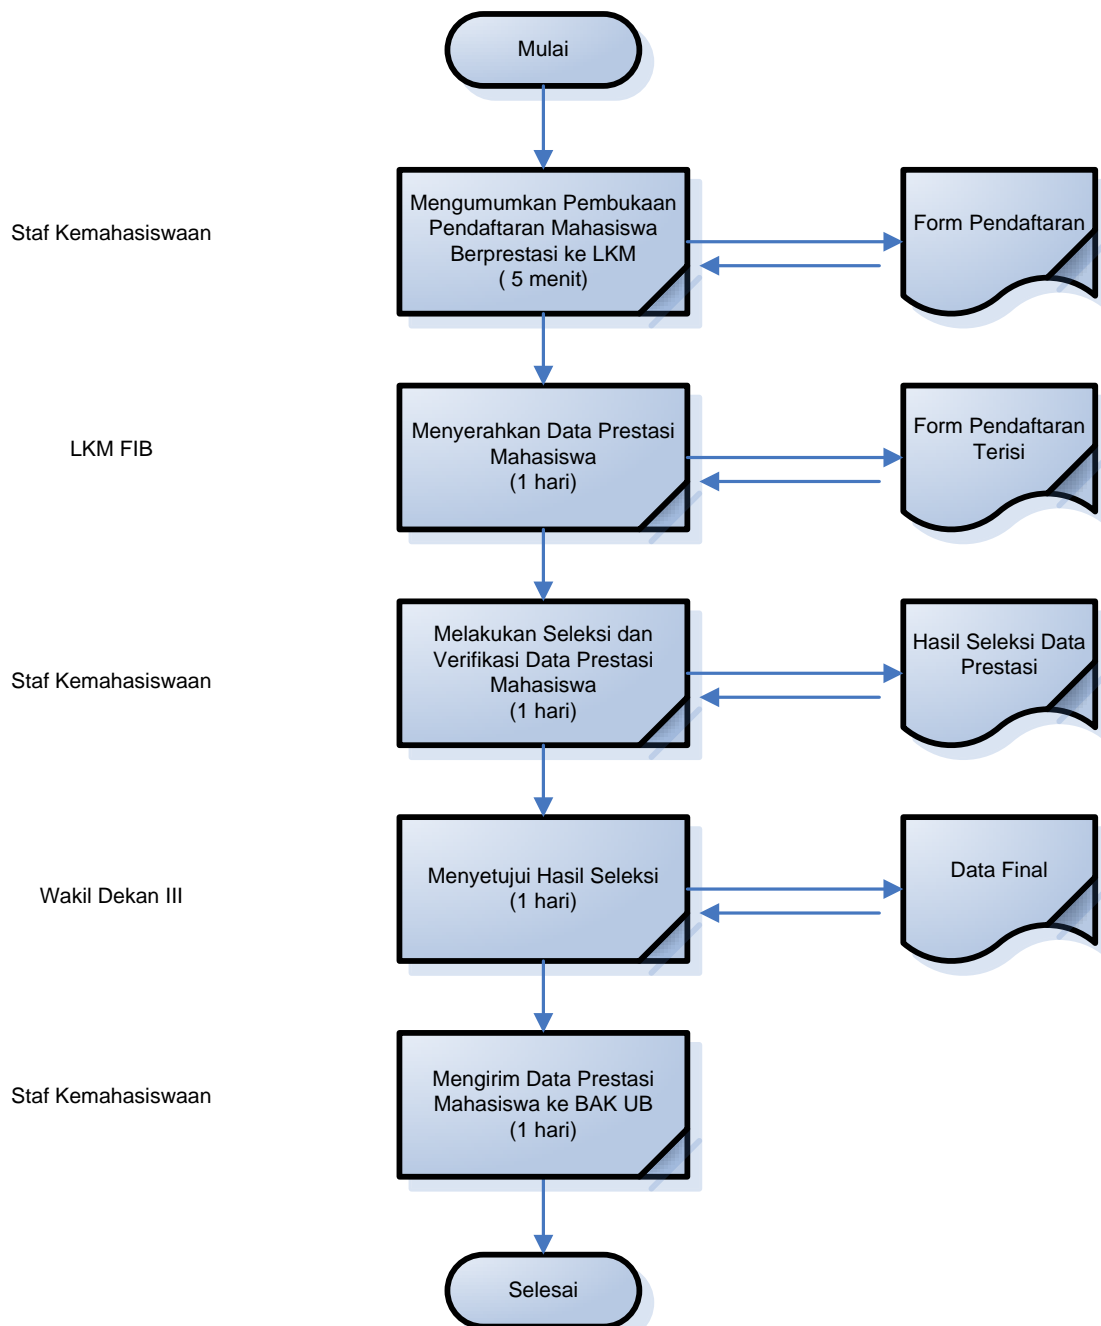 Mulai
Staf Kemahasiswaan
Mengumumkan Pembukaan
Pendaftaran Mahasiswa
Berprestasi ke LKM
( 5 menit)
Form Pendaftaran
LKM FIB
Menyerahkan Data Prestasi
Mahasiswa
(1 hari)
Form Pendaftaran
Terisi
Staf Kemahasiswaan
Melakukan Seleksi dan
Verifikasi Data Prestasi
Mahasiswa
(1 hari)
Hasil Seleksi Data
Prestasi
Wakil Dekan III
Menyetujui Hasil Seleksi
(1 hari)
Data Final
Staf Kemahasiswaan
Mengirim Data Prestasi
Mahasiswa ke BAK UB
(1 hari)
Selesai